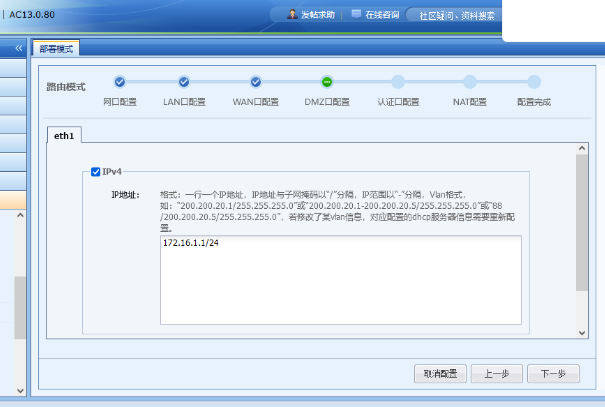 AC13.0.80 发帖求助 在线咨询 社区疑问、资料搜索
部署模式
路由模式
网口配置 LAN口配置 WAN口配置 DMZ口配置 认证口配置 NAT配置 配置完成
eth1
IPv4
IP地址： 格式：一行一个IP地址，IP地址与子网掩码以"/"分隔，IP范围以"-"分隔，Vlan格式，
如："200.200.20.1/255.255.255.0"或"200.200.20.1-200.200.20.5/255.255.255.0"或"88
/200.200.20.5/255.255.255.0"，若修改了某vlan信息，对应配置的dhcp服务器信息需要重新配
置。
172.16.1.1/24
取消配置 上一步 下一步